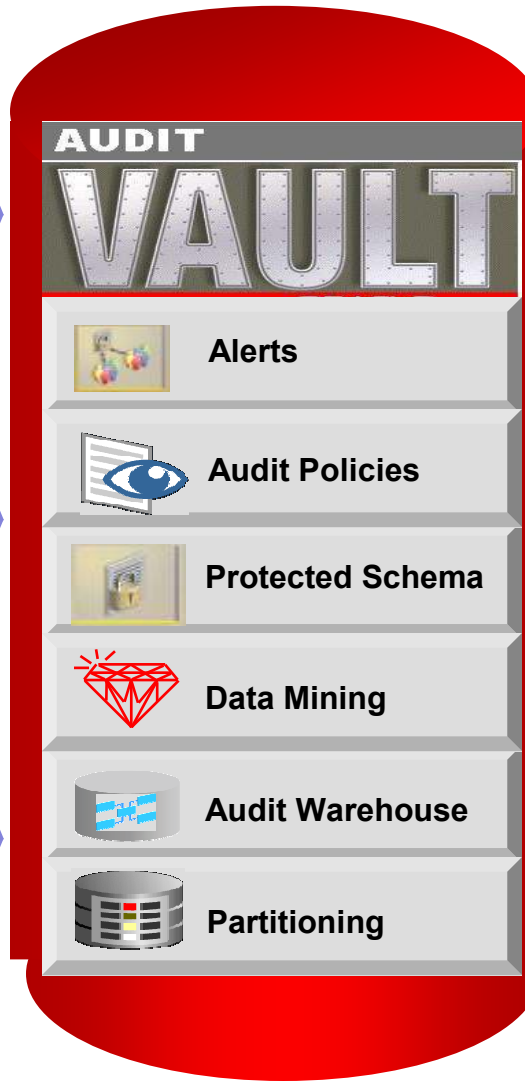 AUDIT
VAULT
Alerts
Audit Policies
Protected Schema
Data Mining
Audit Warehouse
Partitioning